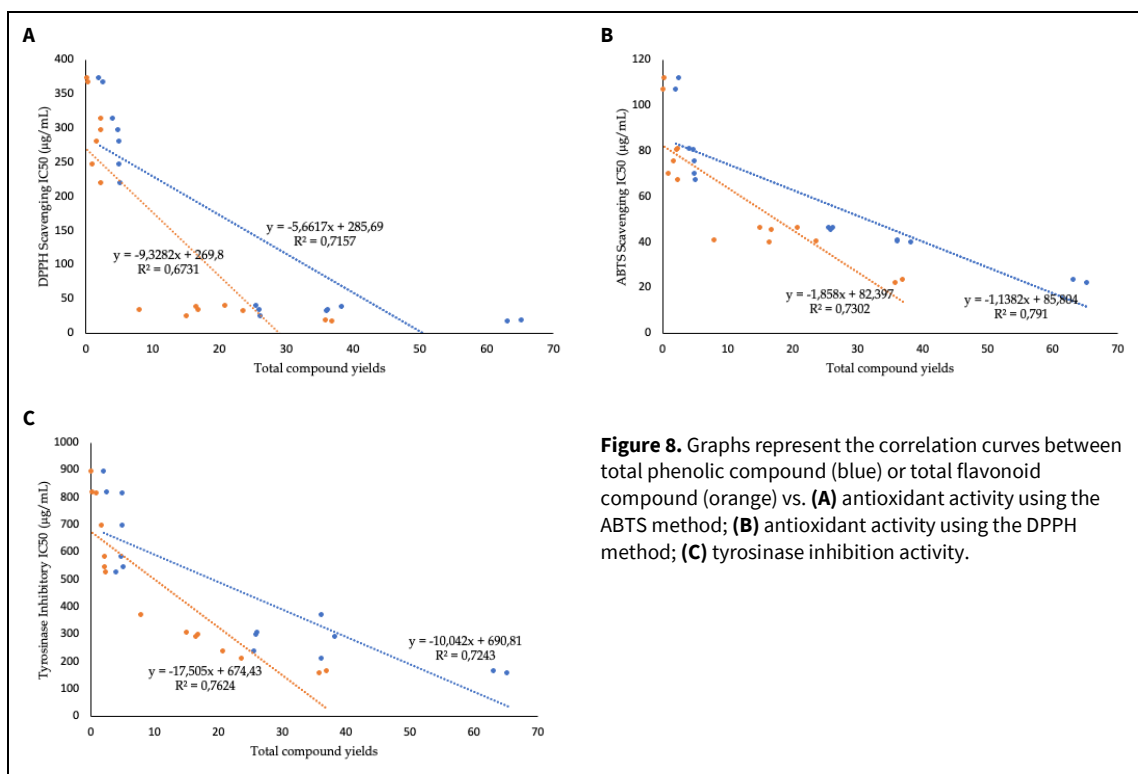 A
DPPH Scavenging IC50 (µg/mL)
400
350
300
250
200
150
100
50
0
y = -5,6617x + 285,69
R² = 0,7157
y = -9,3282x + 269,8
R² = 0,6731
0 10 20 30 40 50 60 70
Total compound yields
B
ABTS Scavenging IC50 (µg/mL)
120
100
80
60
40
20
0
y = -1,858x + 82,397
R² = 0,7302
y = -1,1382x + 85,804
R² = 0,791
0 10 20 30 40 50 60 70
Total compound yields
C
Tyrosinase Inhibitory IC50 (µg/mL)
1000
900
800
700
600
500
400
300
200
100
0
y = -10,042x + 690,81
R² = 0,7243
y = -17,505x + 674,43
R² = 0,7624
0 10 20 30 40 50 60 70
Total compound yields
Figure 8. Graphs represent the correlation curves between
total phenolic compound (blue) or total flavonoid
compound (orange) vs. (A) antioxidant activity using the
ABTS method; (B) antioxidant activity using the DPPH
method; (C) tyrosinase inhibition activity.